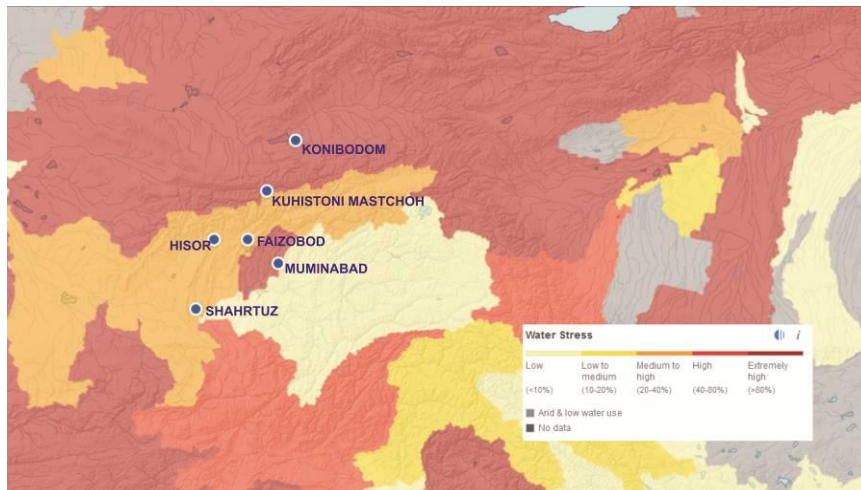 KONIBODOM
KUHISTONI MASTCHOH
HISOR
FAIZOBOD
MUMINABAD
SHAHRTUZ
Water Stress i
Low Low to medium Medium to high High Extremely high
(<10%) (10-20%) (20-40%) (40-80%) (>80%)
Arid & low water use
No data